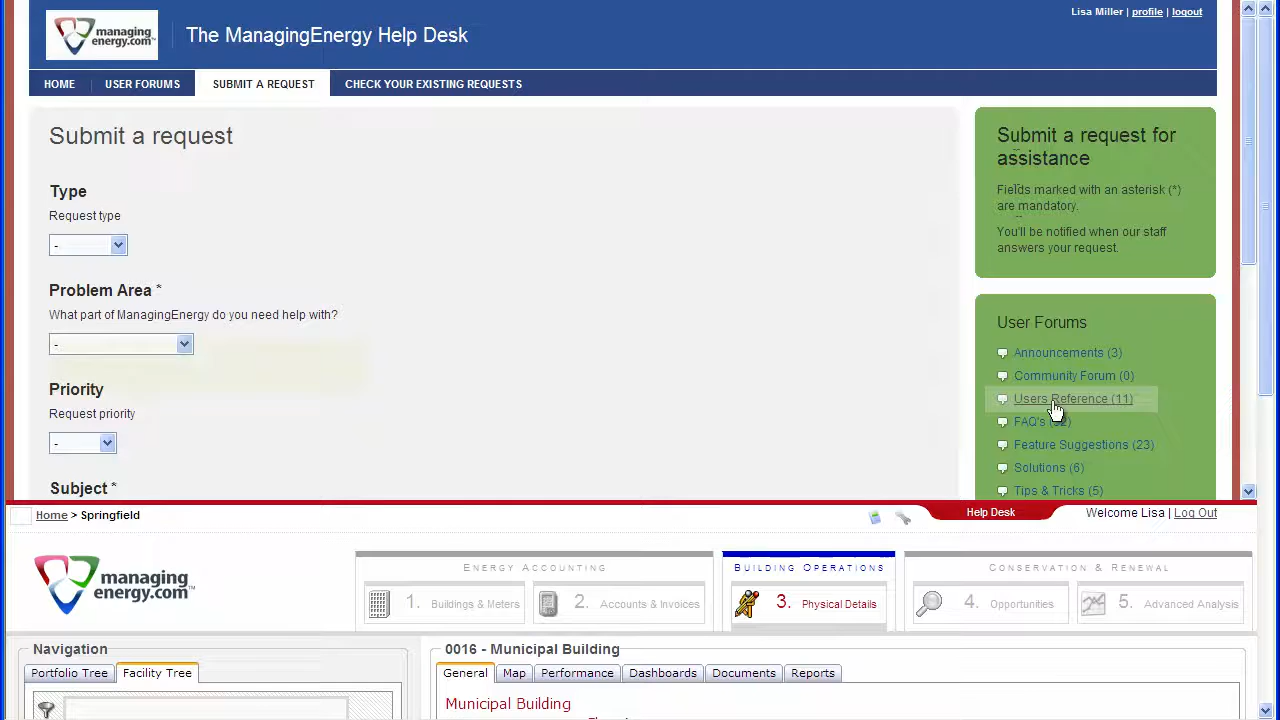 Lisa Miller | profile | logout
managing
energy.com
The ManagingEnergy Help Desk
HOME
USER FORUMS
SUBMIT A REQUEST
CHECK YOUR EXISTING REQUESTS
Submit a request
Type
Request type
-
Problem Area *
What part of ManagingEnergy do you need help with?
-
Priority
Request priority
-
Subject *
Submit a request for
assistance
Fields marked with an asterisk (*)
are mandatory.
You'll be notified when our staff
answers your request.
User Forums
Announcements (3)
Community Forum (0)
Users Reference (11)
FAQ's
Feature Suggestions (23)
Solutions (6)
Tips & Tricks (5)
Home > Springfield
Help Desk
Welcome Lisa | Log Out
managing
energy.com™
ENERGY ACCOUNTING
1. Buildings & Meters
2. Accounts & Invoices
BUILDING OPERATIONS
3. Physical Details
CONSERVATION & RENEWAL
4. Opportunities
5. Advanced Analysis
Navigation
Portfolio Tree
Facility Tree
0016 - Municipal Building
General
Map
Performance
Dashboards
Documents
Reports
Municipal Building